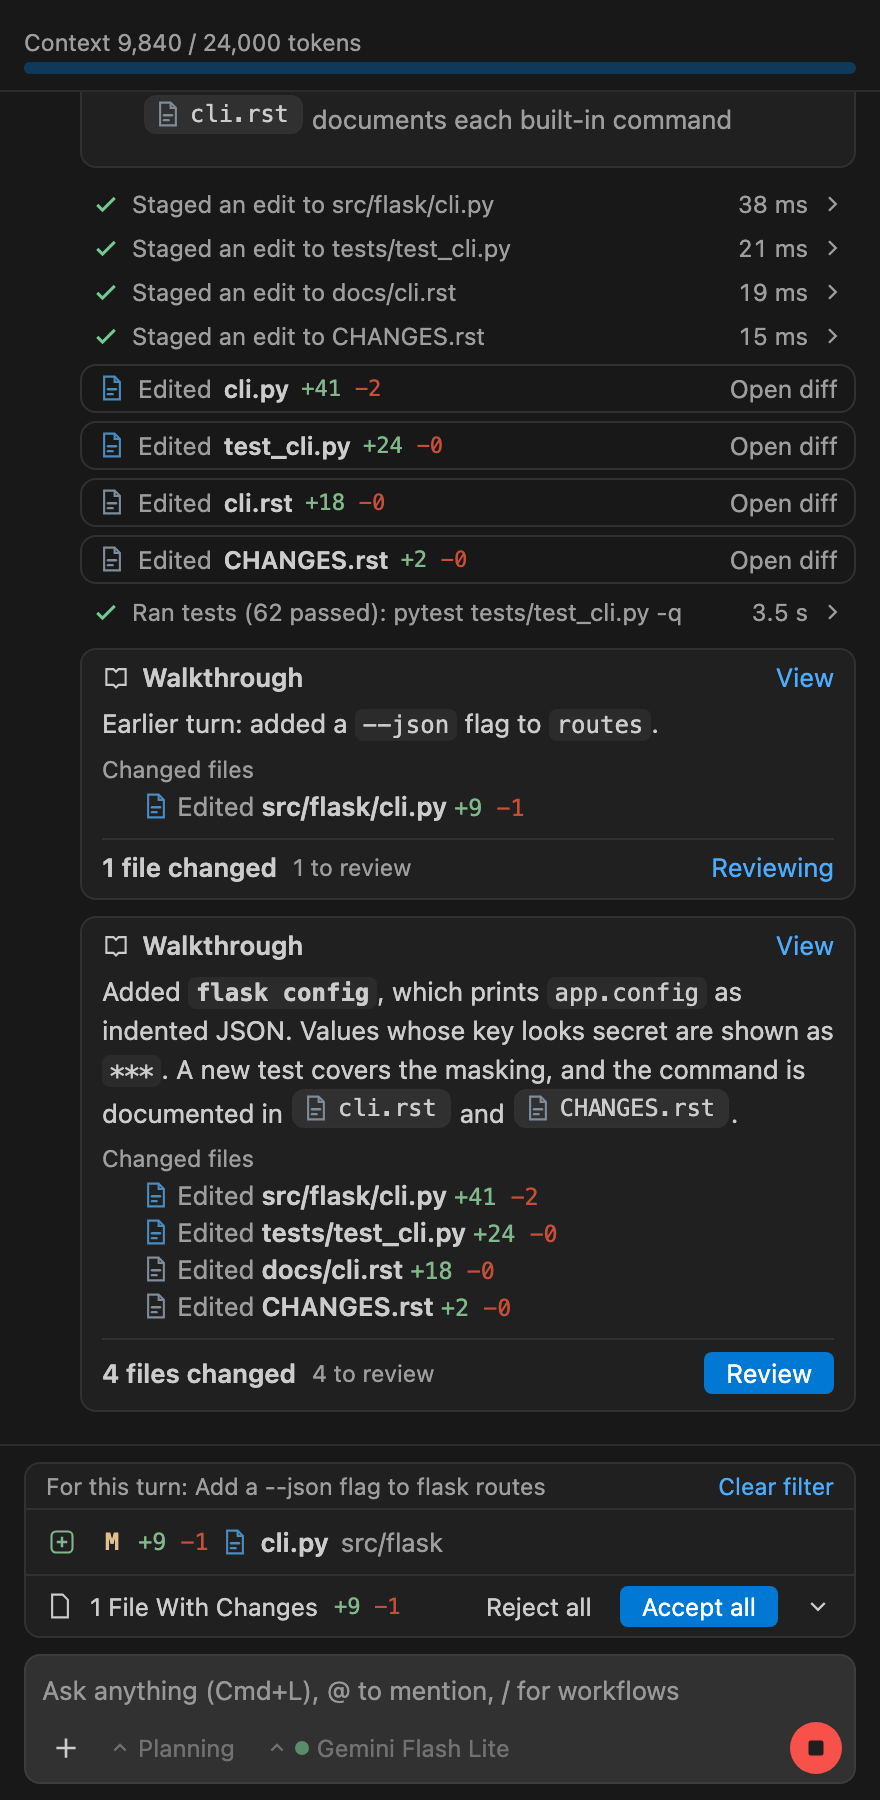 Context 9,840 / 24,000 tokens
cli.rst documents each built-in command
Staged an edit to src/flask/cli.py 38 ms
Staged an edit to tests/test_cli.py 21 ms
Staged an edit to docs/cli.rst 19 ms
Staged an edit to CHANGES.rst 15 ms
Edited cli.py +41 −2 Open diff
Edited test_cli.py +24 −0 Open diff
Edited cli.rst +18 −0 Open diff
Edited CHANGES.rst +2 −0 Open diff
Ran tests (62 passed): pytest tests/test_cli.py -q 3.5 s
Walkthrough View
Earlier turn: added a --json flag to routes.
Changed files
Edited src/flask/cli.py +9 −1
1 file changed 1 to review Reviewing
Walkthrough View
Added flask config, which prints app.config as
indented JSON. Values whose key looks secret are shown as
***. A new test covers the masking, and the command is
documented in cli.rst and CHANGES.rst.
Changed files
Edited src/flask/cli.py +41 −2
Edited tests/test_cli.py +24 −0
Edited docs/cli.rst +18 −0
Edited CHANGES.rst +2 −0
4 files changed 4 to review Review
For this turn: Add a --json flag to flask routes Clear filter
M +9 −1 cli.py src/flask
1 File With Changes +9 −1 Reject all Accept all
Ask anything (Cmd+L), @ to mention, / for workflows
Planning Gemini Flash Lite